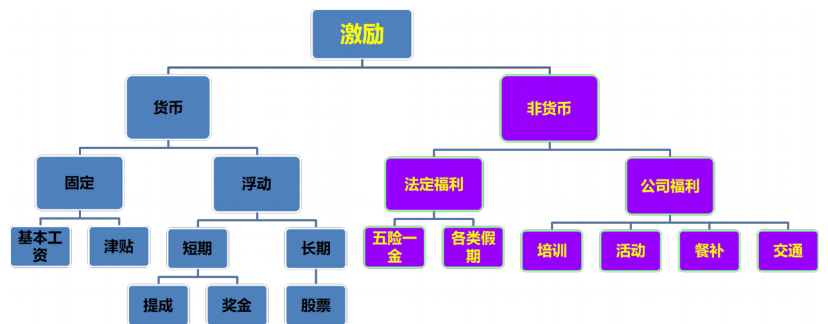 激励
货币
非货币
固定
浮动
法定福利
公司福利
基本工
资
津贴
短期
长期
五险一
金
各类假
期
培训
活动
餐补
交通
提成
奖金
股票